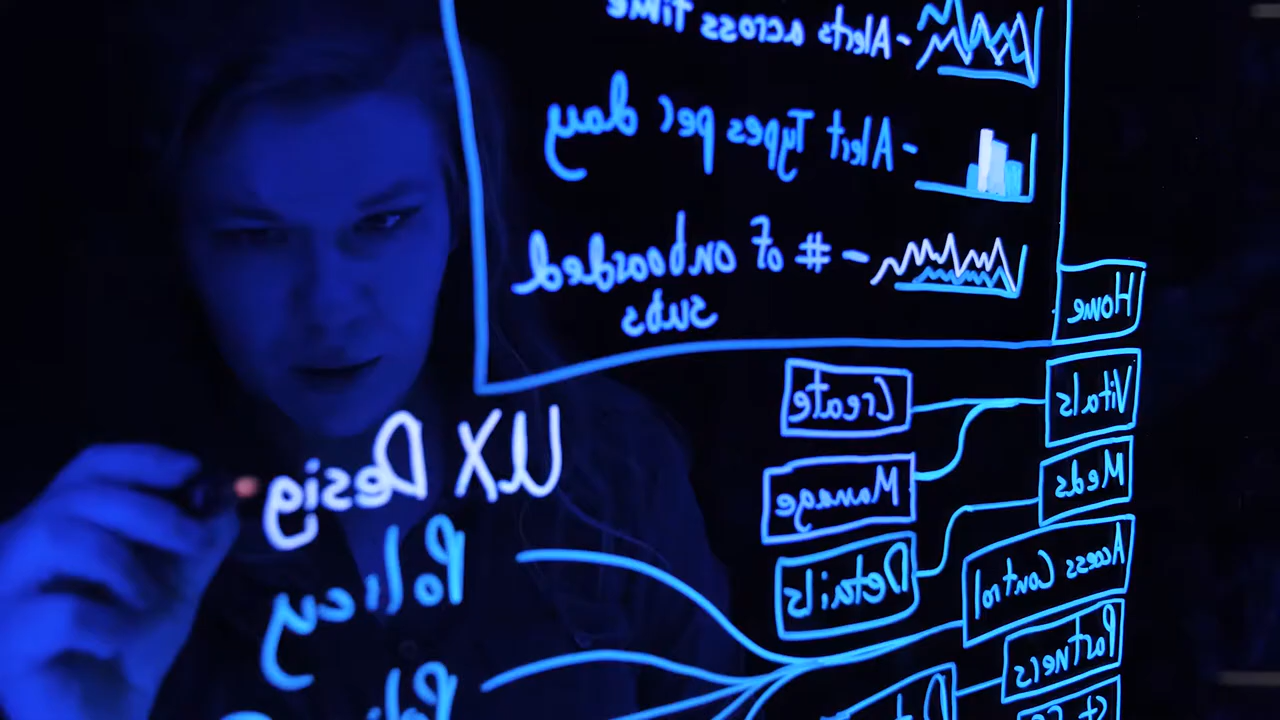 - Alerts across time
- Alert Types per day
- # of onboarded
subs
Home
Vitals
Create
Manage
Meds
Details
Access Control
Partners
UX Desig
Policy